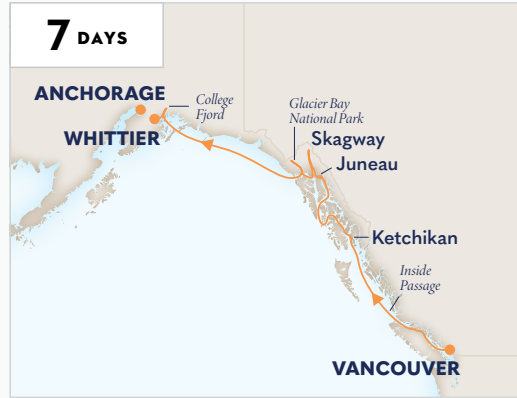 7 DAYS
ANCHORAGE
College
Fjord
WHITTIER
Glacier Bay
National Park
Skagway
Juneau
Ketchikan
Inside
Passage
VANCOUVER